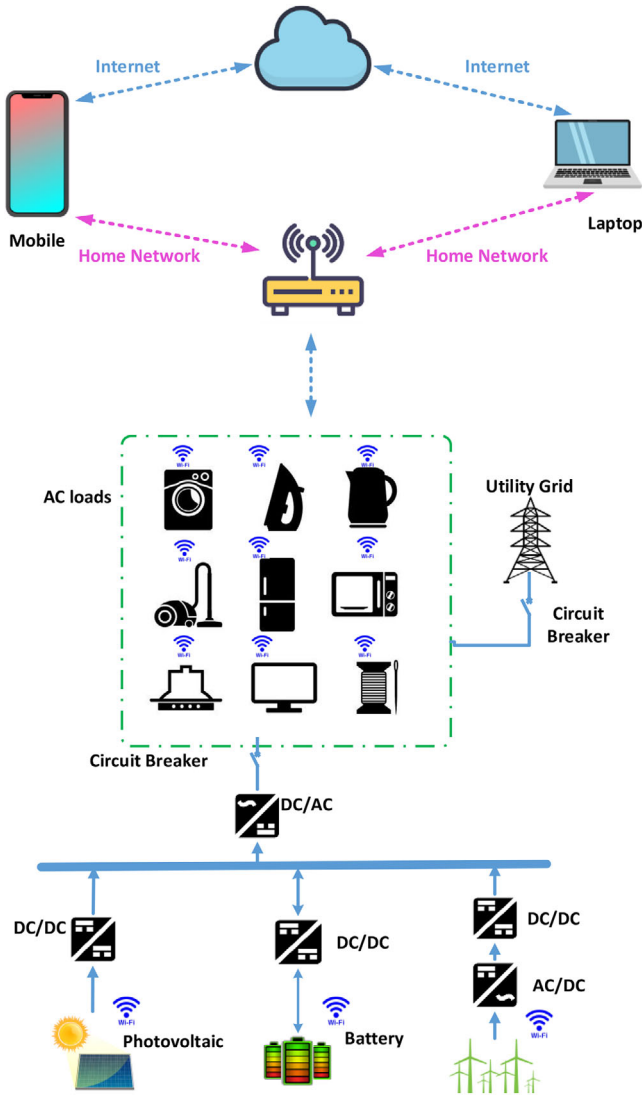 Internet
Internet
Mobile
Laptop
Home Network
Home Network
Wi-Fi
Wi-Fi
Wi-Fi
AC loads
Utility Grid
Wi-Fi
Wi-Fi
Wi-Fi
Circuit
Breaker
Wi-Fi
Wi-Fi
Wi-Fi
Circuit Breaker
DC/AC
DC/DC
DC/DC
DC/DC
AC/DC
Wi-Fi
Wi-Fi
Wi-Fi
Photovoltaic
Battery